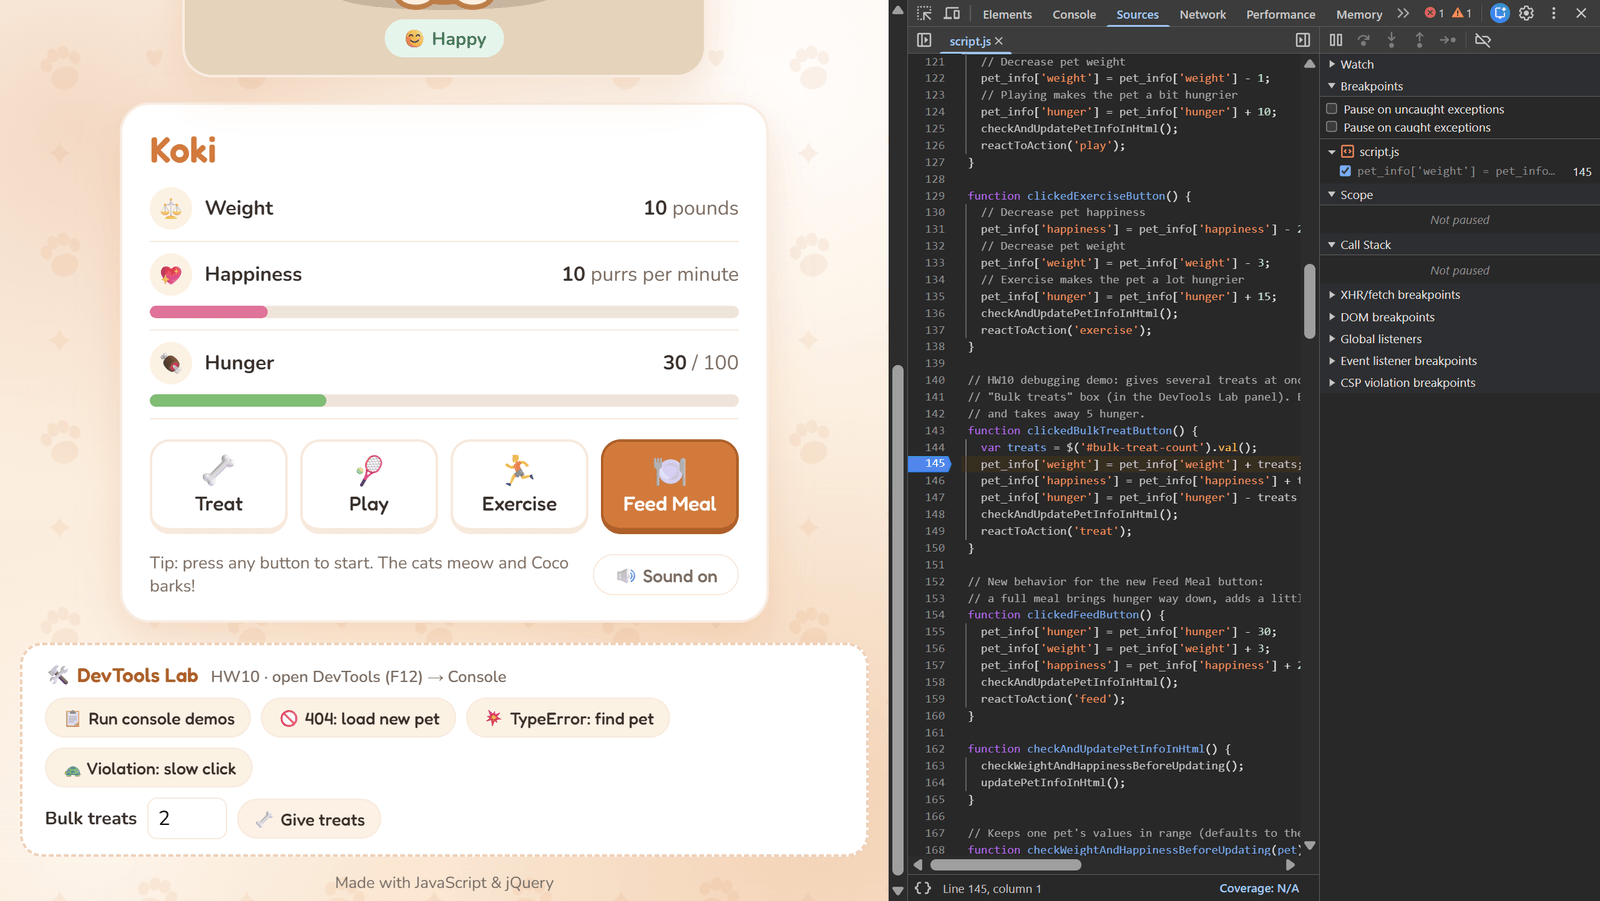 Happy
Koki
Weight
10 pounds
Happiness
10 purrs per minute
Hunger
30 / 100
Treat
Play
Exercise
Feed Meal
Tip: press any button to start. The cats meow and Coco
barks!
Sound on
DevTools Lab HW10 · open DevTools (F12) → Console
Run console demos
404: load new pet
TypeError: find pet
Violation: slow click
Bulk treats
2
Give treats
Made with JavaScript & jQuery
Elements Console Sources Network Performance Memory 1 1
script.js
121 // Decrease pet weight
122 pet_info['weight'] = pet_info['weight'] - 1;
123 // Playing makes the pet a bit hungrier
124 pet_info['hunger'] = pet_info['hunger'] + 10;
125 checkAndUpdatePetInfoInHtml();
126 reactToAction('play');
127 }
128
129 function clickedExerciseButton() {
130 // Decrease pet happiness
131 pet_info['happiness'] = pet_info['happiness'] -
132 // Decrease pet weight
133 pet_info['weight'] = pet_info['weight'] - 3;
134 // Exercise makes the pet a lot hungrier
135 pet_info['hunger'] = pet_info['hunger'] + 15;
136 checkAndUpdatePetInfoInHtml();
137 reactToAction('exercise');
138 }
139
140 // HW10 debugging demo: gives several treats at
141 // "Bulk treats" box (in the DevTools Lab panel).
142 // and takes away 5 hunger.
143 function clickedBulkTreatButton() {
144 var treats = $('#bulk-treat-count').val();
145 pet_info['weight'] = pet_info['weight'] + treats;
146 pet_info['happiness'] = pet_info['happiness'] +
147 pet_info['hunger'] = pet_info['hunger'] - treats
148 checkAndUpdatePetInfoInHtml();
149 reactToAction('treat');
150 }
151
152 // New behavior for the new Feed Meal button:
153 // a full meal brings hunger way down, adds a
154 function clickedFeedButton() {
155 pet_info['hunger'] = pet_info['hunger'] - 30;
156 pet_info['weight'] = pet_info['weight'] + 3;
157 pet_info['happiness'] = pet_info['happiness'] +
158 checkAndUpdatePetInfoInHtml();
159 reactToAction('feed');
160 }
161
162 function checkAndUpdatePetInfoInHtml() {
163 checkWeightAndHappinessBeforeUpdating();
164 updatePetInfoInHtml();
165 }
166
167 // Keeps one pet's values in range (defaults to the
168 function checkWeightAndHappinessBeforeUpdating(pet)
{} Line 145, column 1
Coverage: N/A
Watch
Breakpoints
Pause on uncaught exceptions
Pause on caught exceptions
script.js
pet_info['weight'] = pet_info… 145
Scope
Not paused
Call Stack
Not paused
XHR/fetch breakpoints
DOM breakpoints
Global listeners
Event listener breakpoints
CSP violation breakpoints